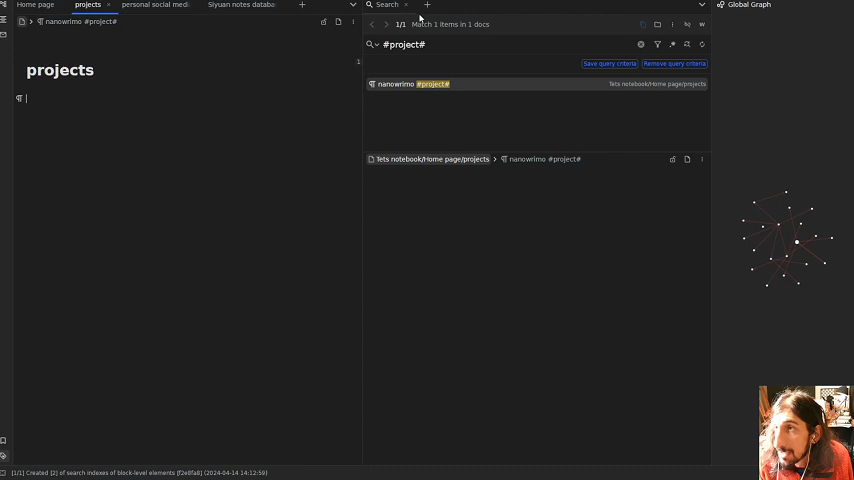 Home page projects × personal social medi Siyuan notes databa +
Search × +
Global Graph
nanowrimo #project#
1/1 Match 1 items in 1 docs
#project#
projects
1
Save query criteria Remove query criteria
nanowrimo #project# Tets notebook/Home page/projects
Tets notebook/Home page/projects > nanowrimo #project#
[1/1] Created [2] of search indexes of block-level elements [f2e8fa8] (2024-04-14 14:12:59)